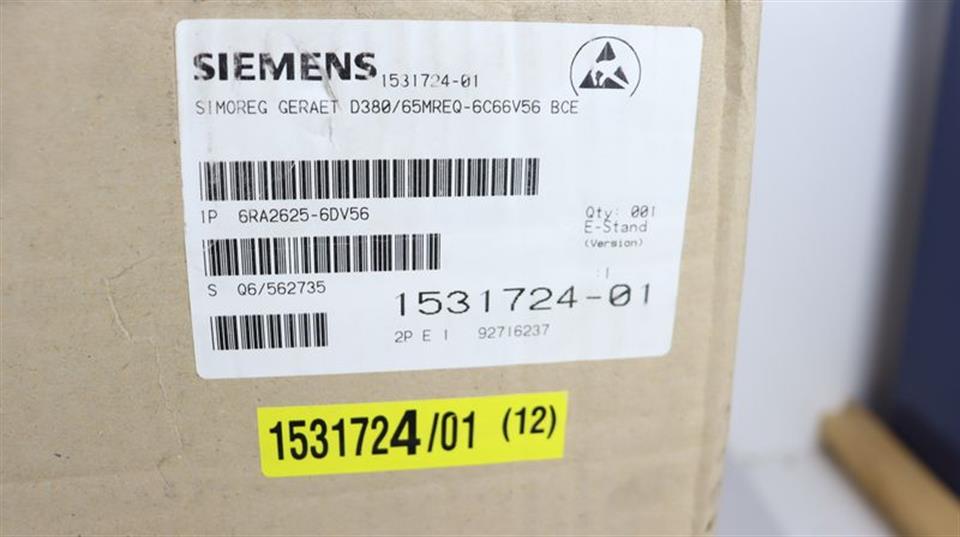 SIEMENS 1531724-01
SIMOREG GERAET D380/65MREQ-6C66V56 BCE
1P 6RA2625-6DV56
Qty: 001
E-Stand
(Version)
S Q6/562735
:1
1531724-01
2P E 1 92716237
1531724/01 (12)